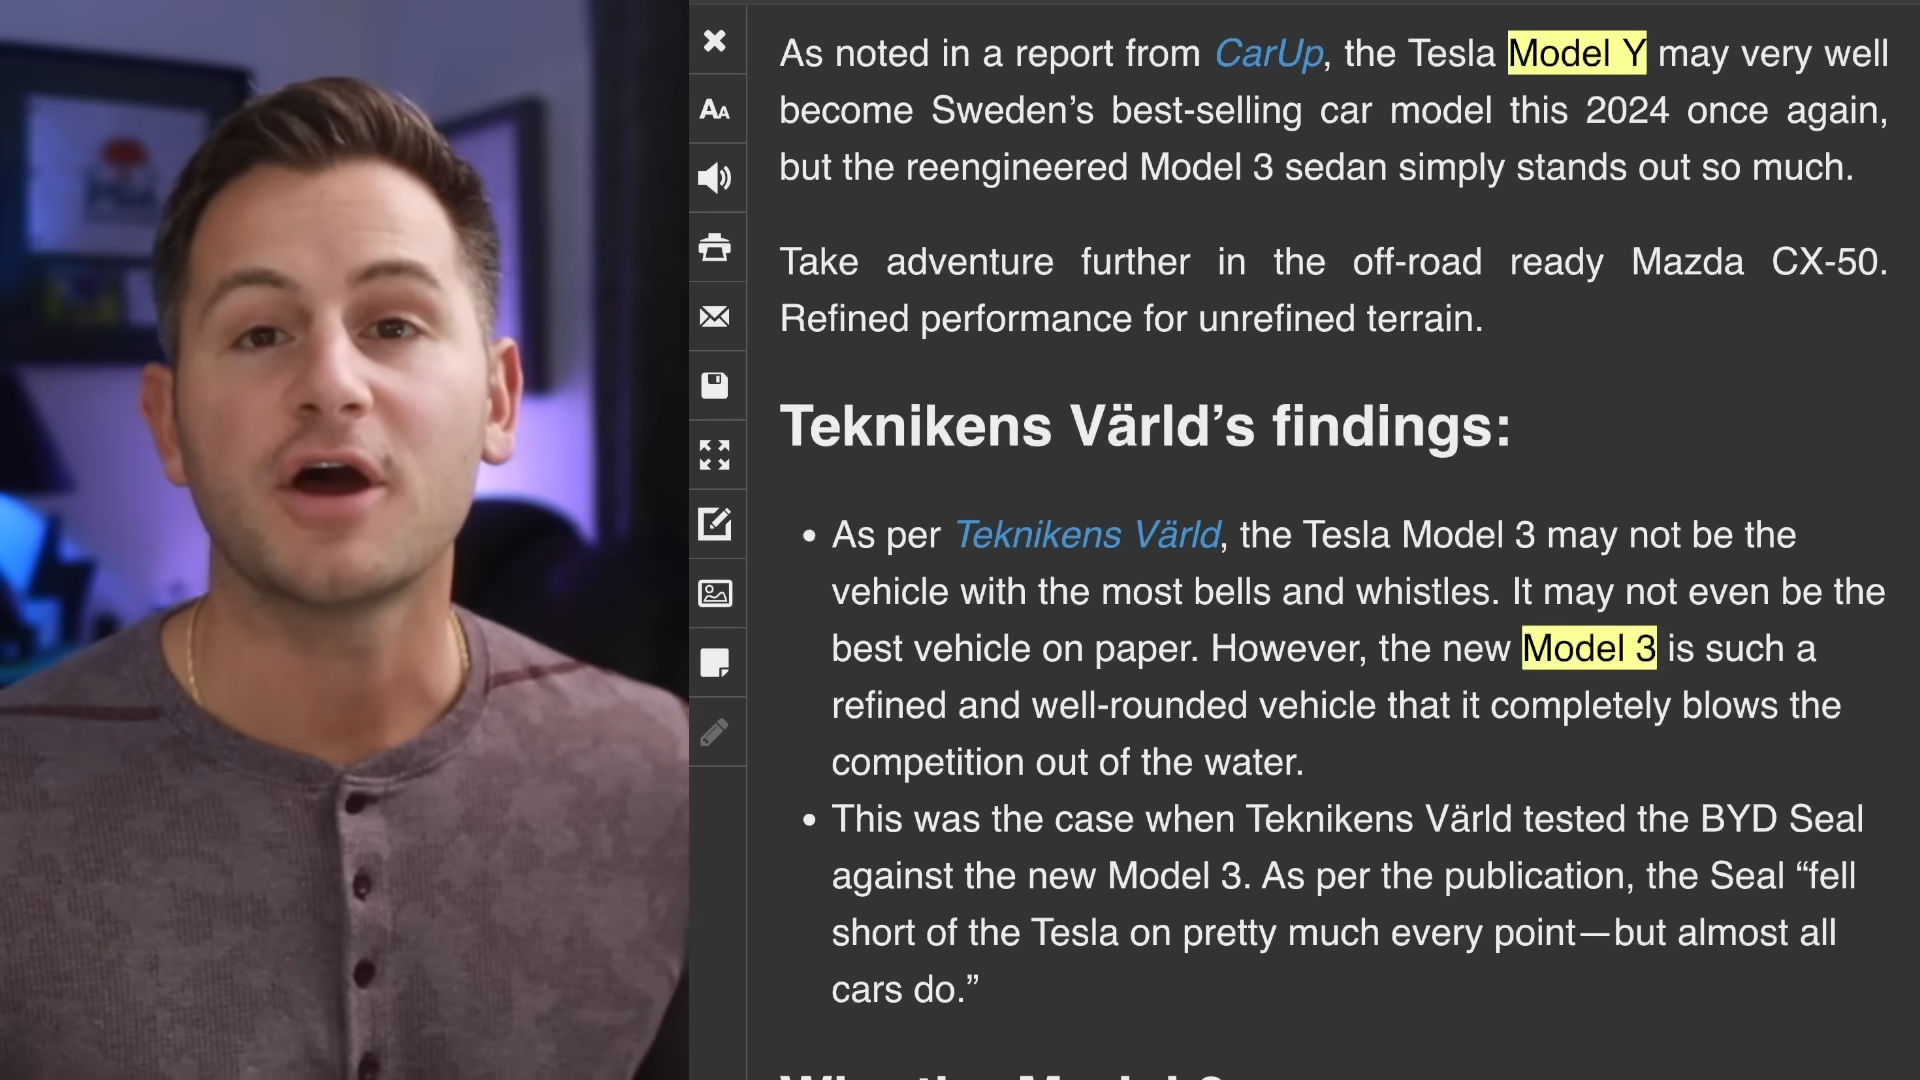 As noted in a report from CarUp, the Tesla Model Y may very well
become Sweden’s best-selling car model this 2024 once again,
but the reengineered Model 3 sedan simply stands out so much.
Take adventure further in the off-road ready Mazda CX-50.
Refined performance for unrefined terrain.
Teknikens Värld’s findings:
• As per Teknikens Värld, the Tesla Model 3 may not be the
vehicle with the most bells and whistles. It may not even be the
best vehicle on paper. However, the new Model 3 is such a
refined and well-rounded vehicle that it completely blows the
competition out of the water.
• This was the case when Teknikens Värld tested the BYD Seal
against the new Model 3. As per the publication, the Seal “fell
short of the Tesla on pretty much every point—but almost all
cars do.”